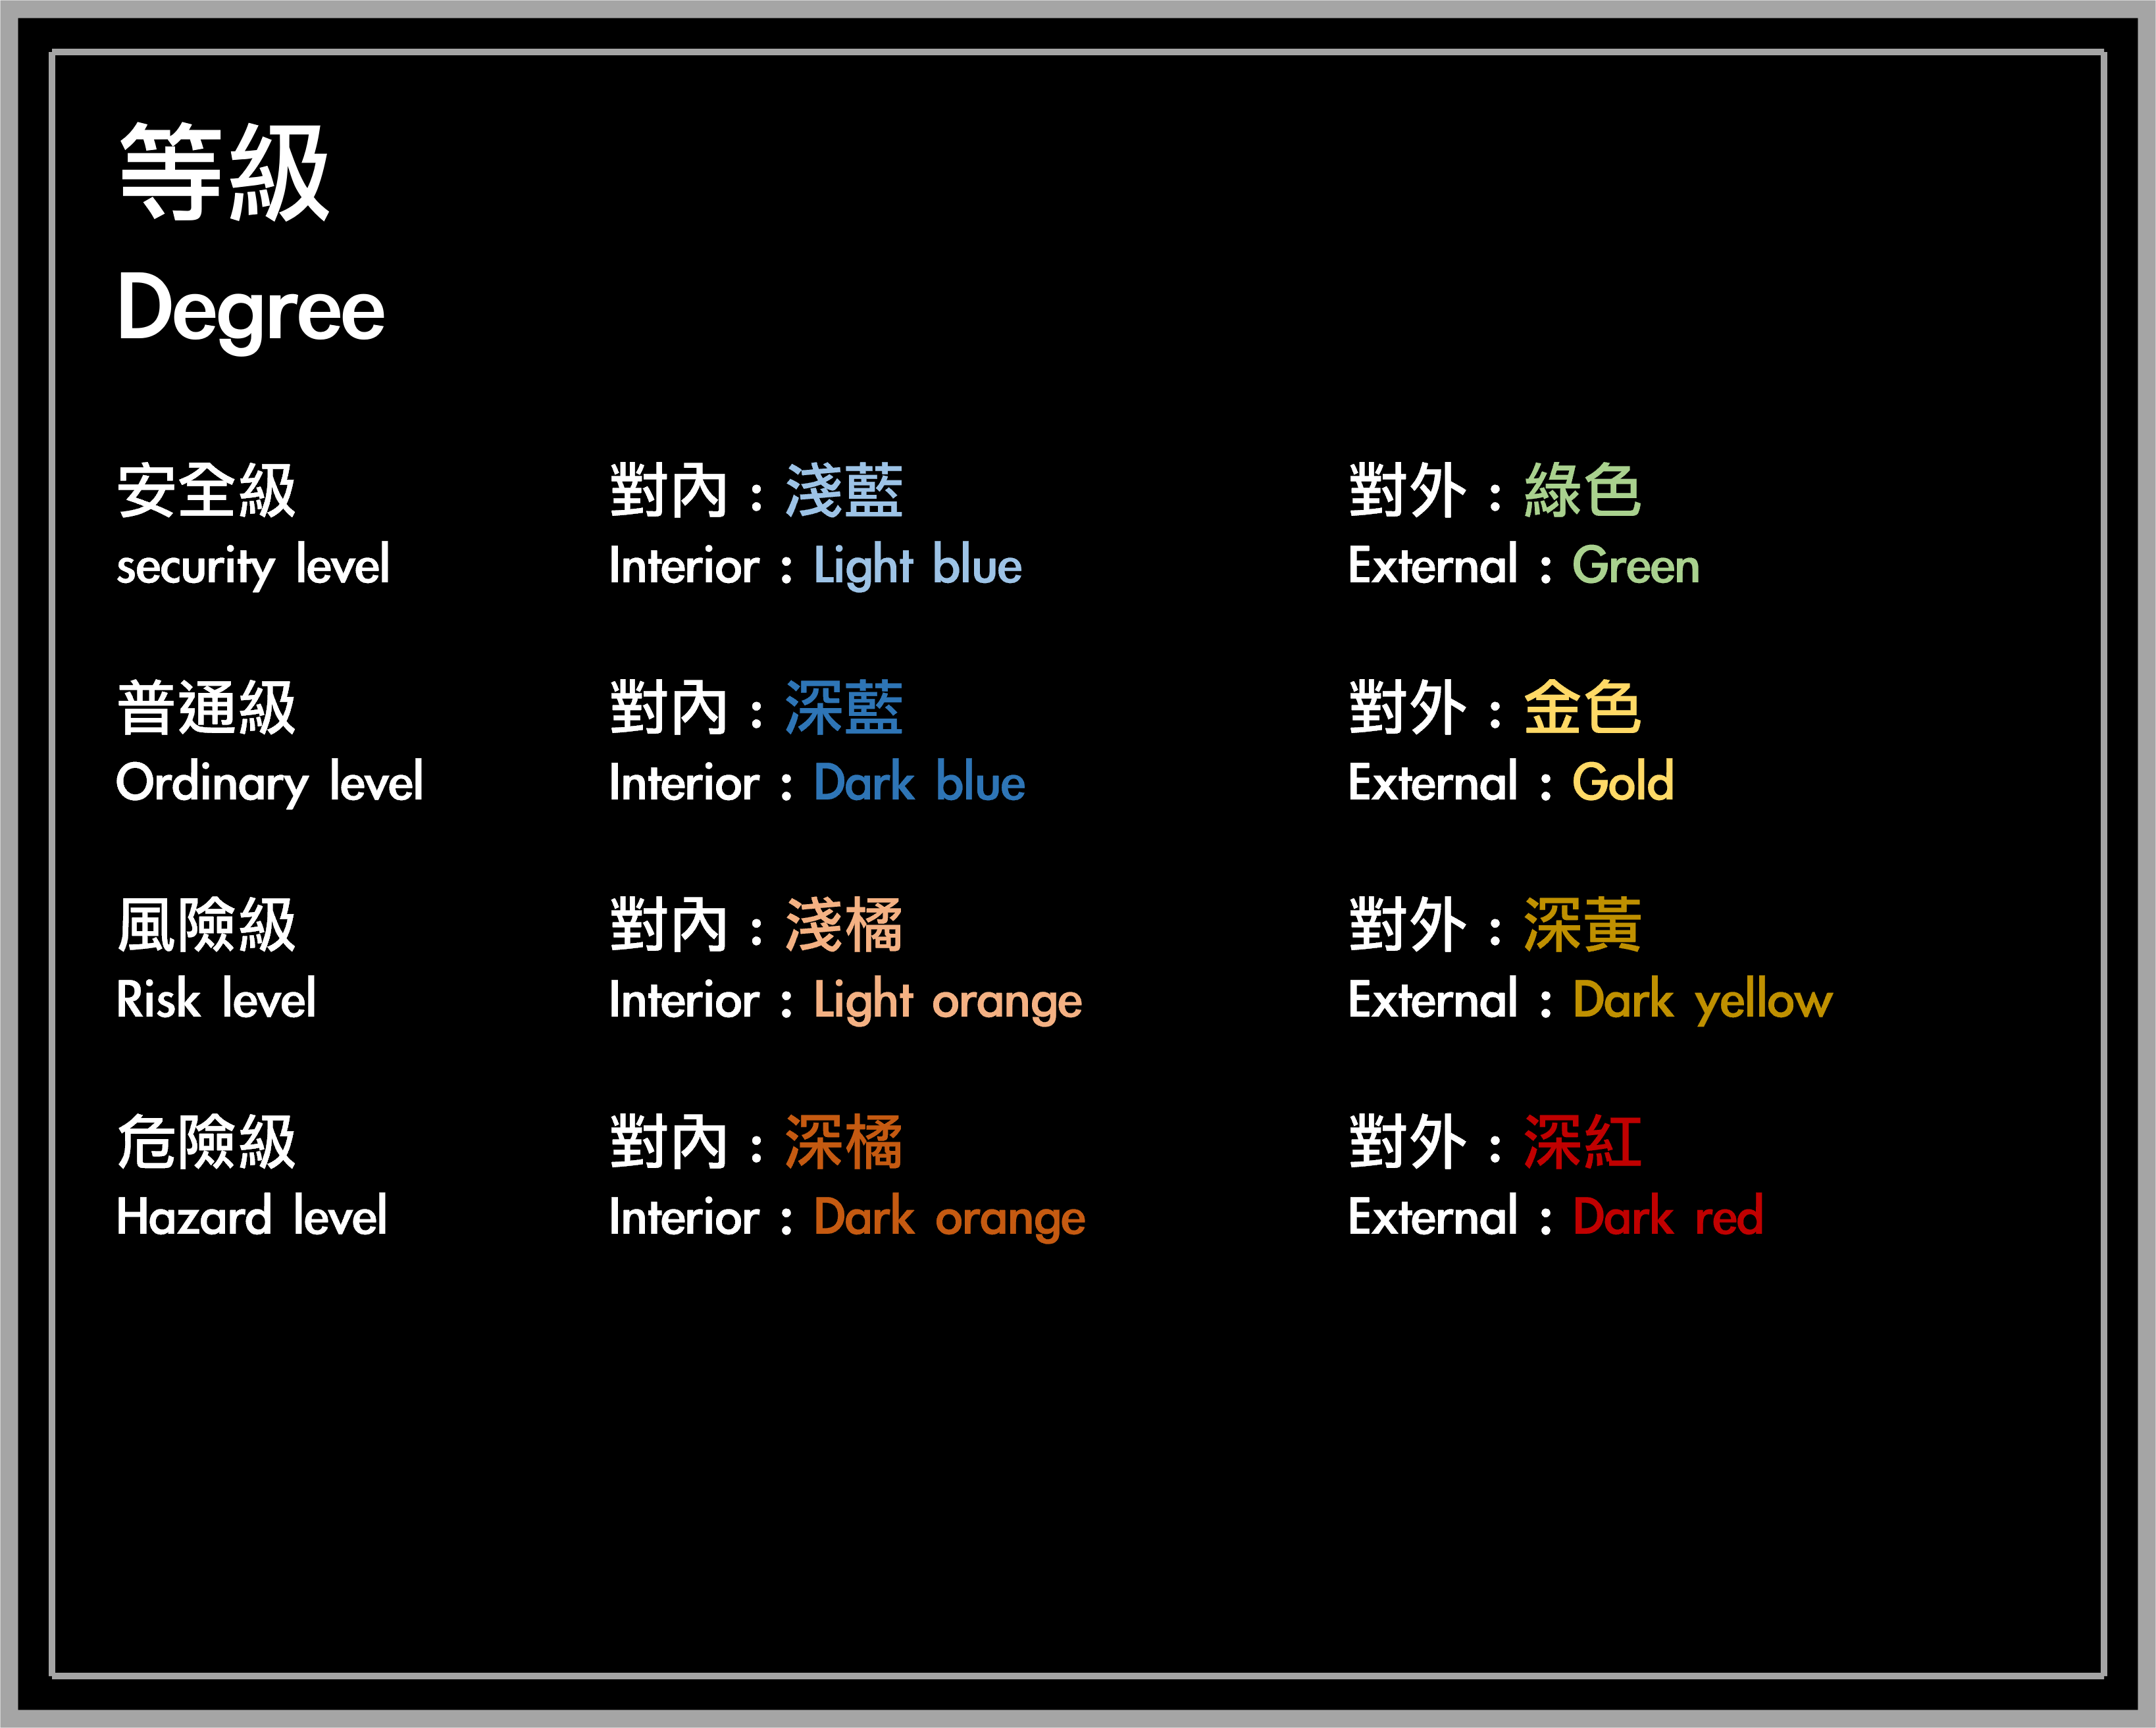 等級
Degree
安全級 對內：淺藍 對外：綠色
security level Interior : Light blue External : Green
普通級 對內：深藍 對外：金色
Ordinary level Interior : Dark blue External : Gold
風險級 對內：淺橘 對外：深黃
Risk level Interior : Light orange External : Dark yellow
危險級 對內：深橘 對外：深紅
Hazard level Interior : Dark orange External : Dark red